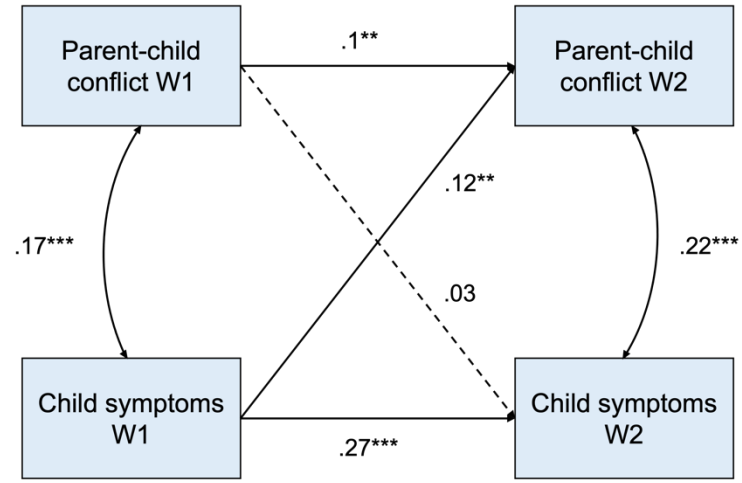 Parent-child
conflict W1
.1**
Parent-child
conflict W2
.12**
.17***
.22***
.03
Child symptoms
W1
.27***
Child symptoms
W2